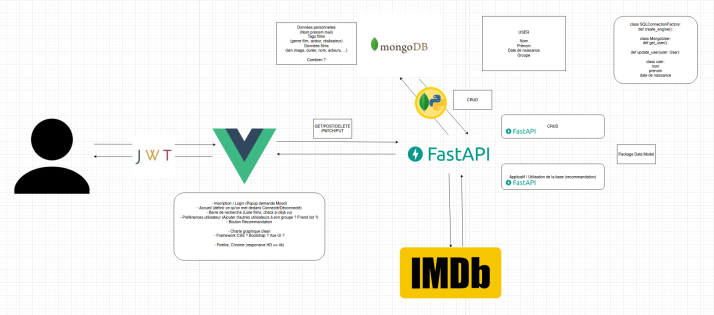 Données personnelles
(Nom prenom mail)
Tags films
(genre film, acteur, réalisateur)
Données films
(lien image, durée, nom, acteurs, ...)
Combien ?
mongoDB
USER
Nom
Prénom
Date de naissance
Groupe
class SQLConnectionFactory:
def create_engine():
class MongoUser
def get_user()
def update_user(user: User):
class user:
nom
prenom
date de naissance
CRUD
GET/POST/DELETE
/PATCH/PUT
CRUD
FastAPI
JWT
FastAPI
Package Data Model
Applicatif / Utilisation de la base (recommendation)
FastAPI
- Inscription / Login (Popup demande Mood)
- Accueil (définir ce qu'on met dedans Connecté/Déconnecté)
- Barre de recherche (Liste films, check si déjà vu)
- Préférences utilisateur (Ajouter d'autres utilisateurs à son groupe ? Friend list ?)
- Bouton Recommendation
- Charte graphique clean
- Framework CSS ? Bootstrap ? Vue UI ?
- Firefox, Chrome (responsive HD => 4k)
IMDb